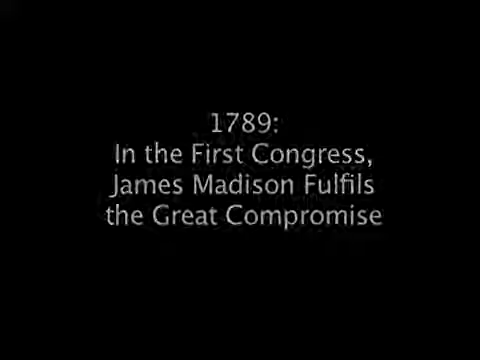 1789:
In the First Congress,
James Madison Fulfils
the Great Compromise